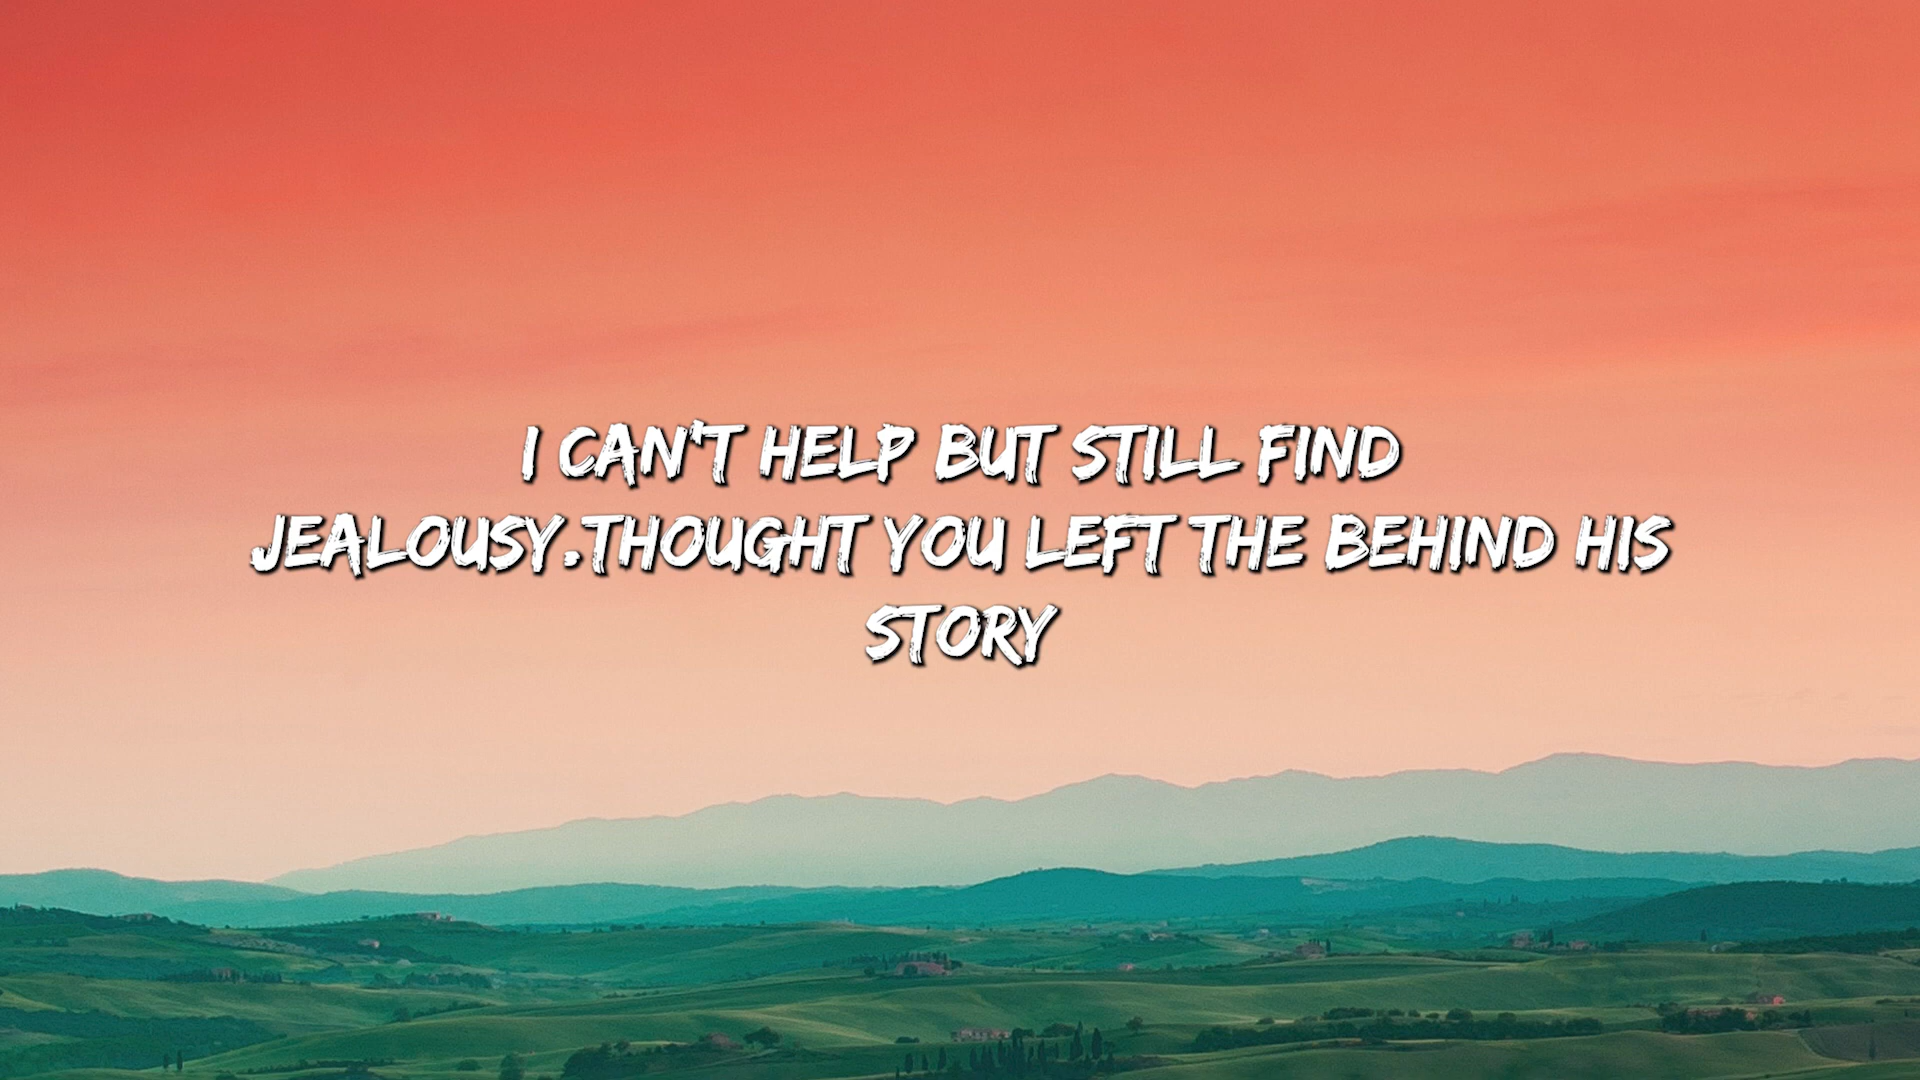 I CAN'T HELP BUT STILL FIND
JEALOUSY.THOUGHT YOU LEFT THE BEHIND HIS
STORY